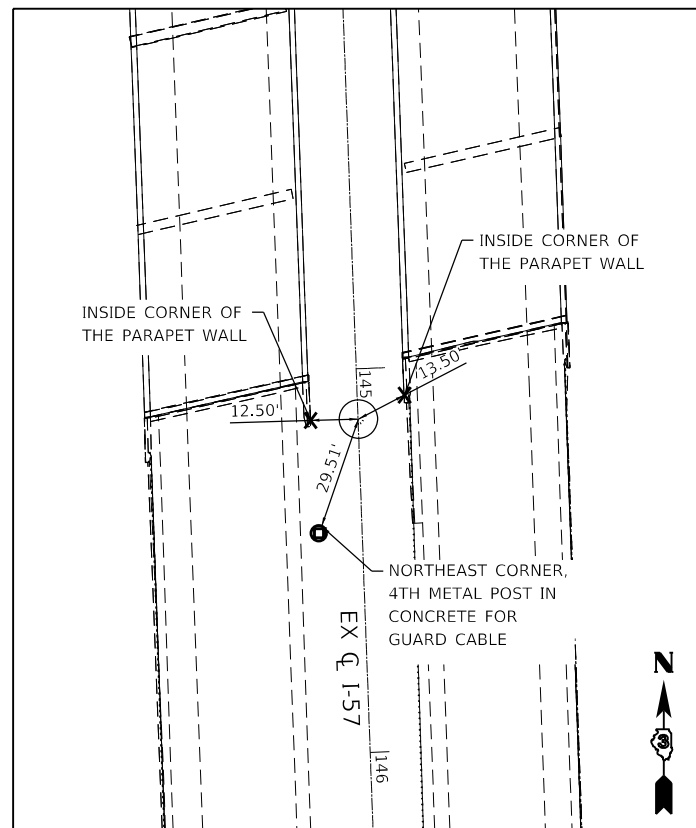 INSIDE CORNER OF
THE PARAPET WALL
INSIDE CORNER OF
THE PARAPET WALL
145
13.50'
12.50'
29.51'
NORTHEAST CORNER,
4TH METAL POST IN
CONCRETE FOR
GUARD CABLE
EX ℄ I-57
146
N
3